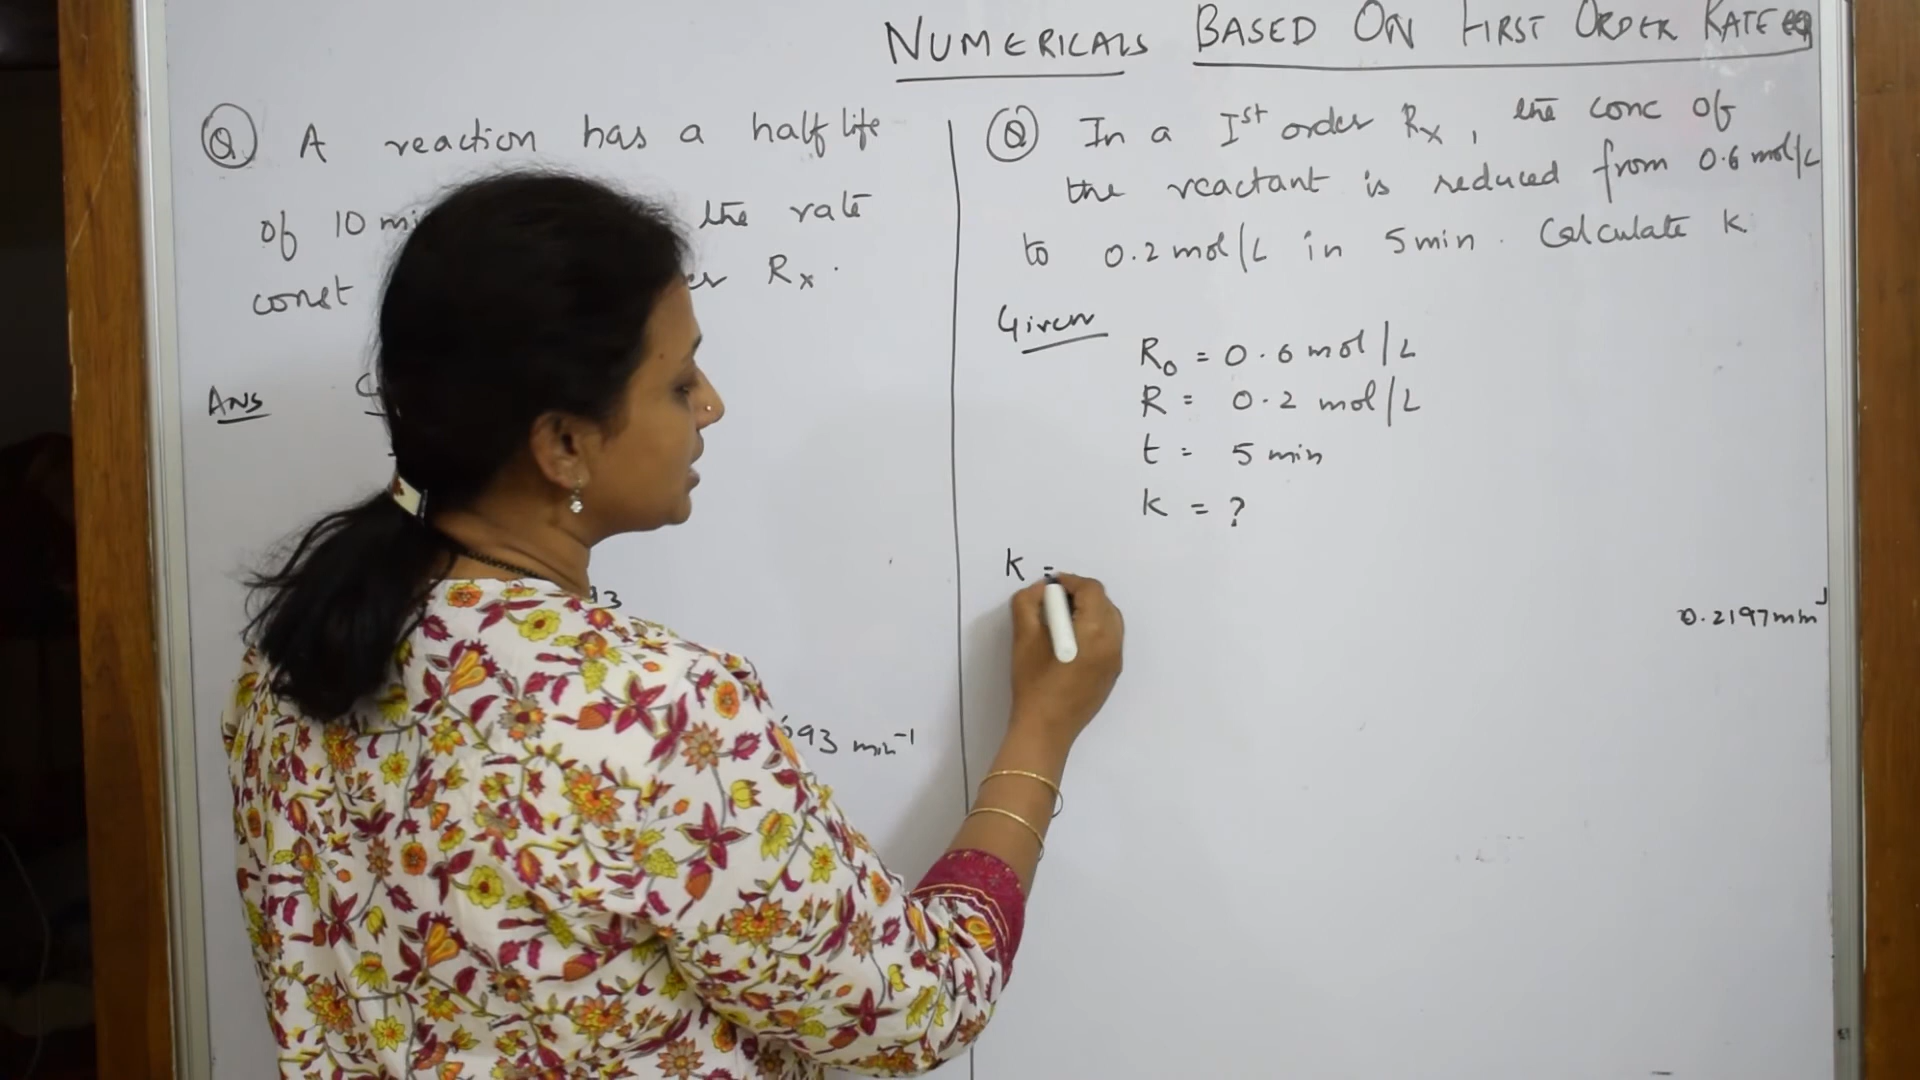 NUMERICALS BASED ON FIRST ORDER RATE EQ
Q A reaction has a half life
of 10 mi the rate
const er Rx.
Ans
93
693 min⁻¹
Q In a Iˢᵗ order Rx, the conc of
the reactant is reduced from 0.6 mol/L
to 0.2 mol/L in 5 min. Calculate K.
Given
R₀ = 0.6 mol/L
R = 0.2 mol/L
t = 5 min
K = ?
K =
0.2197 min